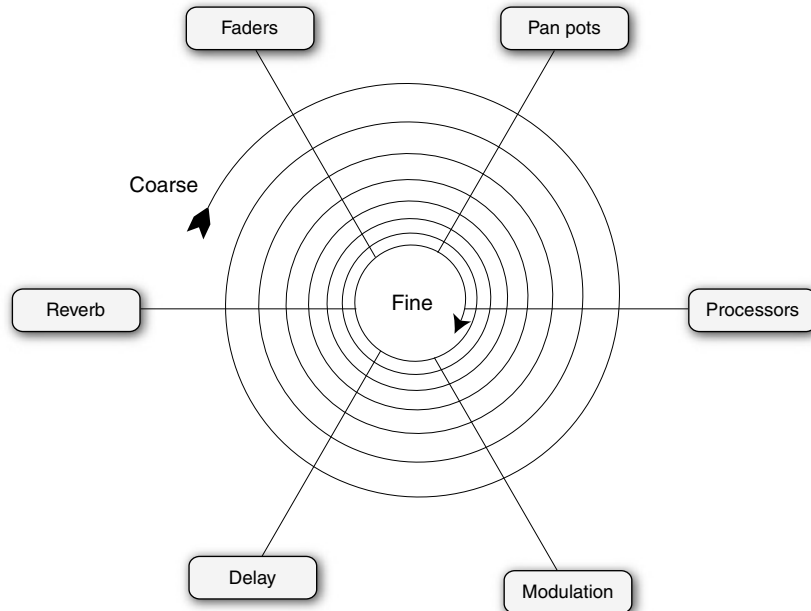 Faders
Pan pots
Coarse
Reverb
Fine
Processors
Delay
Modulation